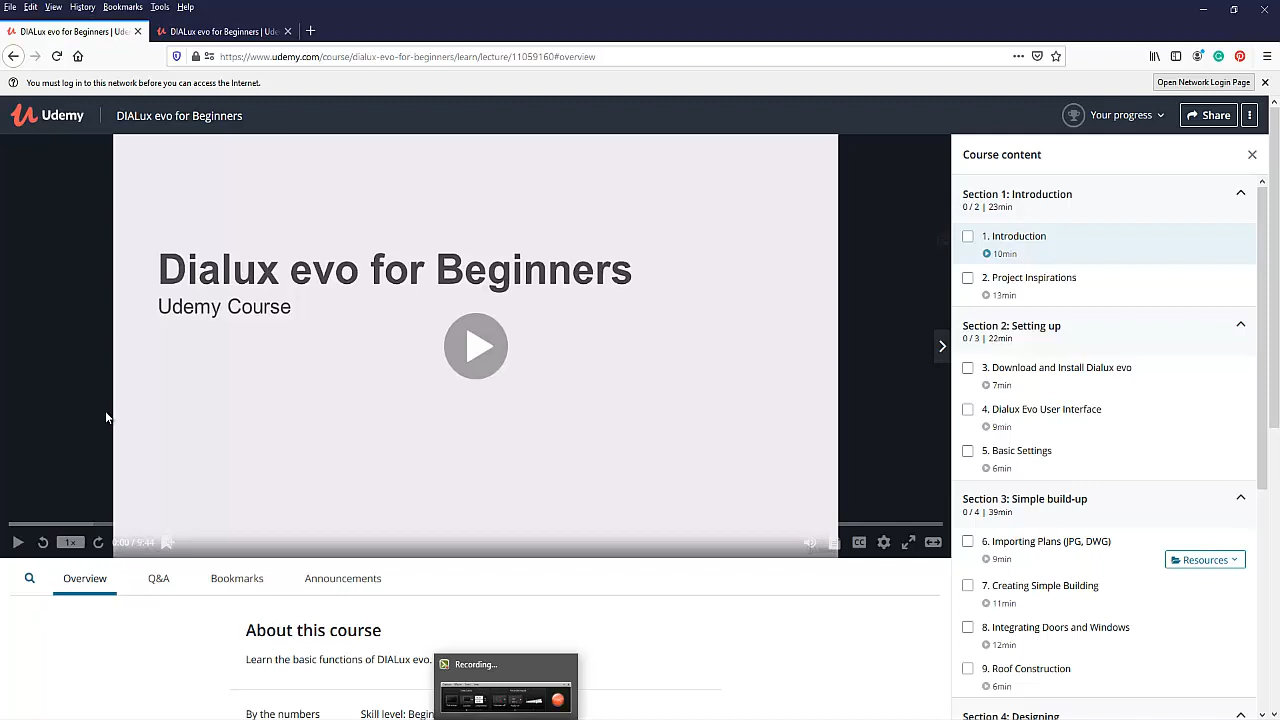 File Edit View History Bookmarks Tools Help
DIALux evo for Beginners | Ude
DIALux evo for Beginners | Ude
https://www.udemy.com/course/dialux-evo-for-beginners/learn/lecture/11059160#overview
You must log in to this network before you can access the Internet.
Open Network Login Page
Udemy
DIALux evo for Beginners
Your progress
Share
Dialux evo for Beginners
Udemy Course
1x
0:00 / 9:44
CC
Course content
Section 1: Introduction
0 / 2 | 23min
1. Introduction
10min
2. Project Inspirations
13min
Section 2: Setting up
0 / 3 | 22min
3. Download and Install Dialux evo
7min
4. Dialux Evo User Interface
9min
5. Basic Settings
6min
Section 3: Simple build-up
0 / 4 | 39min
6. Importing Plans (JPG, DWG)
9min
Resources
7. Creating Simple Building
11min
8. Integrating Doors and Windows
12min
9. Roof Construction
6min
Section 4: Designing
Overview
Q&A
Bookmarks
Announcements
About this course
Learn the basic functions of DIALux evo.
Recording...
By the numbers
Skill level: Begin